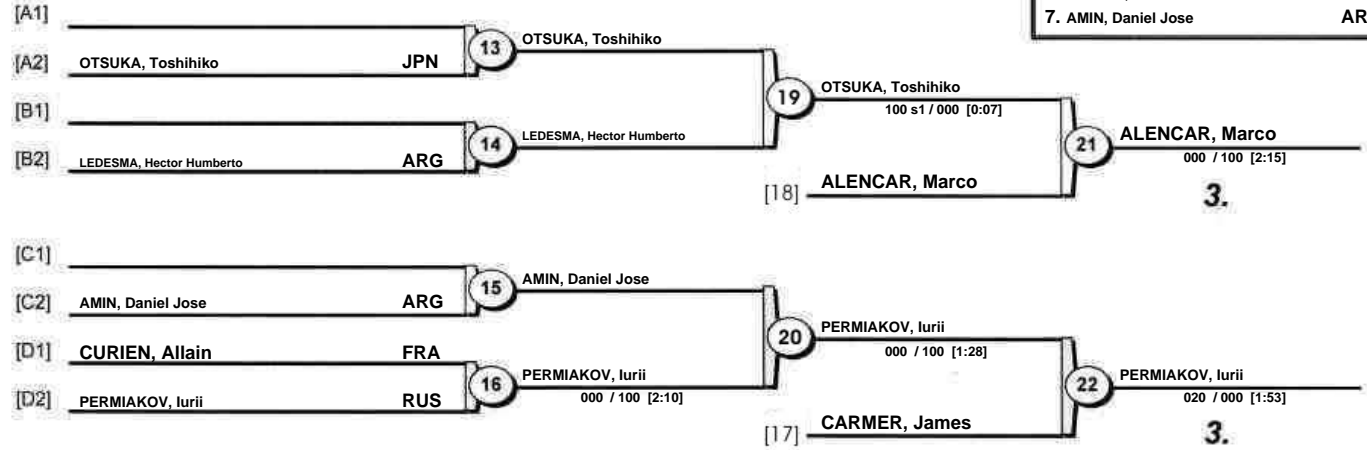 7. AMIN, Daniel Jose AR
[A1]
[A2] OTSUKA, Toshihiko JPN
13 OTSUKA, Toshihiko
[B1]
[B2] LEDESMA, Hector Humberto ARG
14 LEDESMA, Hector Humberto
19 OTSUKA, Toshihiko
100 s1 / 000 [0:07]
[18] ALENCAR, Marco
21 ALENCAR, Marco
000 / 100 [2:15]
3.
[C1]
[C2] AMIN, Daniel Jose ARG
15 AMIN, Daniel Jose
[D1] CURIEN, Allain FRA
[D2] PERMIAKOV, Iurii RUS
16 PERMIAKOV, Iurii
000 / 100 [2:10]
20 PERMIAKOV, Iurii
000 / 100 [1:28]
[17] CARMER, James
22 PERMIAKOV, Iurii
020 / 000 [1:53]
3.